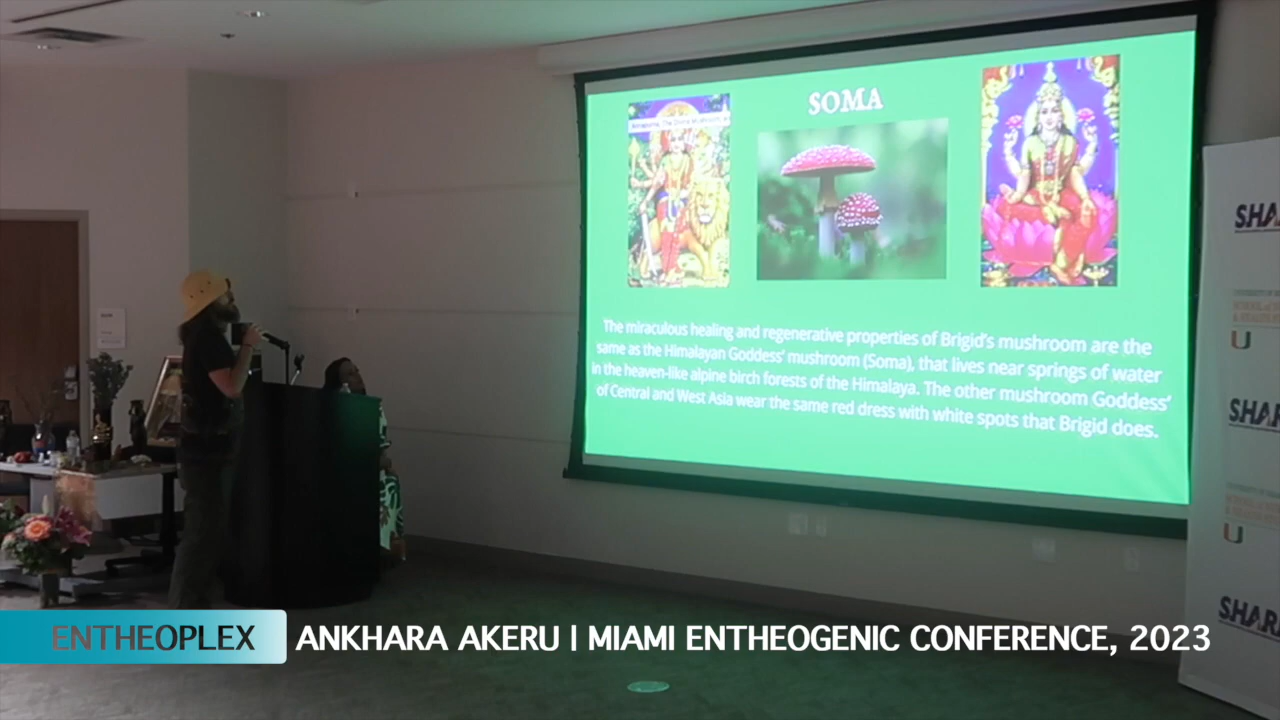 SOMA
The miraculous healing and regenerative properties of Brigid's mushroom are the
same as the Himalayan Goddess' mushroom (Soma), that lives near springs of water
in the heaven-like alpine birch forests of the Himalaya. The other mushroom Goddess'
of Central and West Asia wear the same red dress with white spots that Brigid does.
SHA
U
SHAR
U
SHAR
ENTHEOPLEX
ANKHARA AKERU | MIAMI ENTHEOGENIC CONFERENCE, 2023